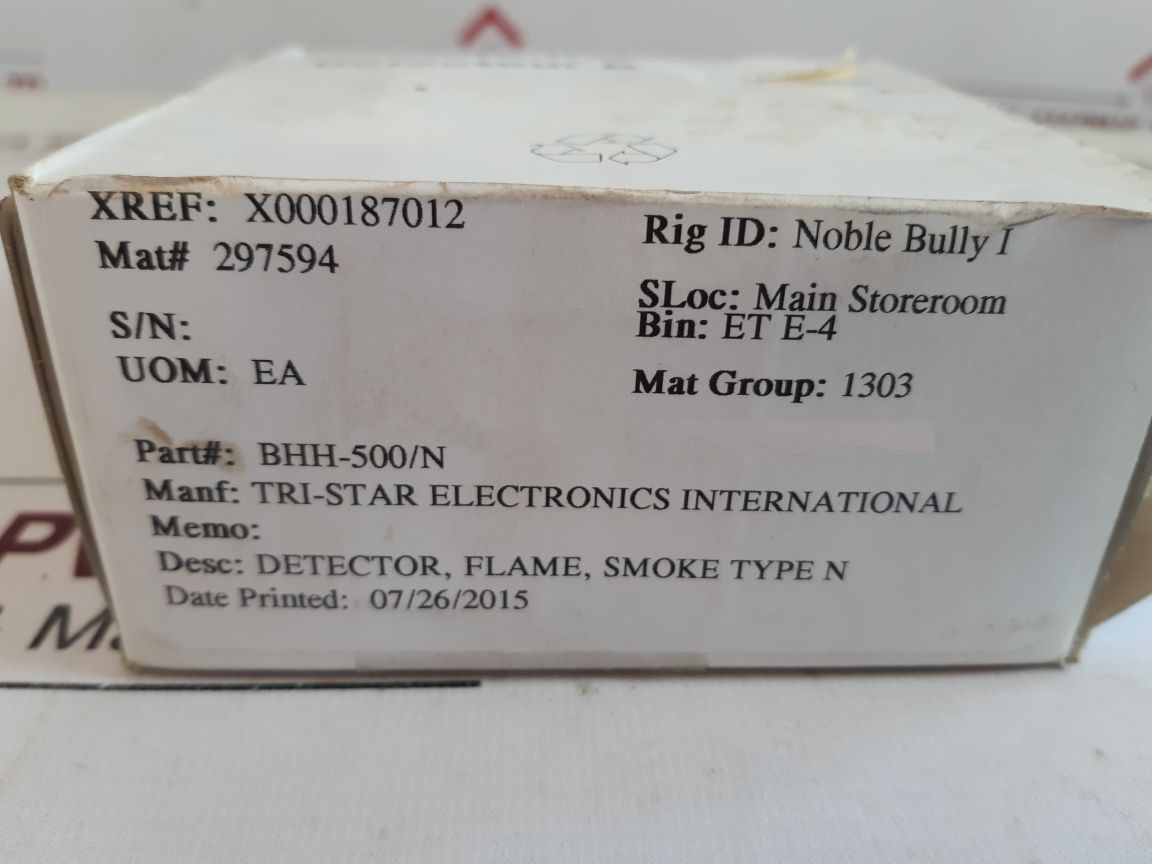 XREF: X000187012
Mat# 297594
S/N:
UOM: EA
Rig ID: Noble Bully I
SLoc: Main Storeroom
Bin: ET E-4
Mat Group: 1303
Part#: BHH-500/N
Manf: TRI-STAR ELECTRONICS INTERNATIONAL
Memo:
Desc: DETECTOR, FLAME, SMOKE TYPE N
Date Printed: 07/26/2015